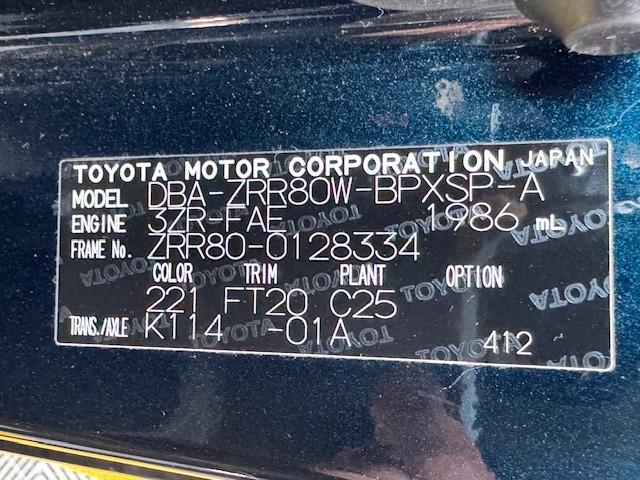 TOYOTA MOTOR CORPORATION JAPAN
MODEL DBA-ZRR80W-BPXSP-A
ENGINE 3ZR-FAE 1986 mL
FRAME No. ZRR80-0128334
COLOR TRIM PLANT OPTION
221 FT20 C25
TRANS./AXLE K114 -01A
412